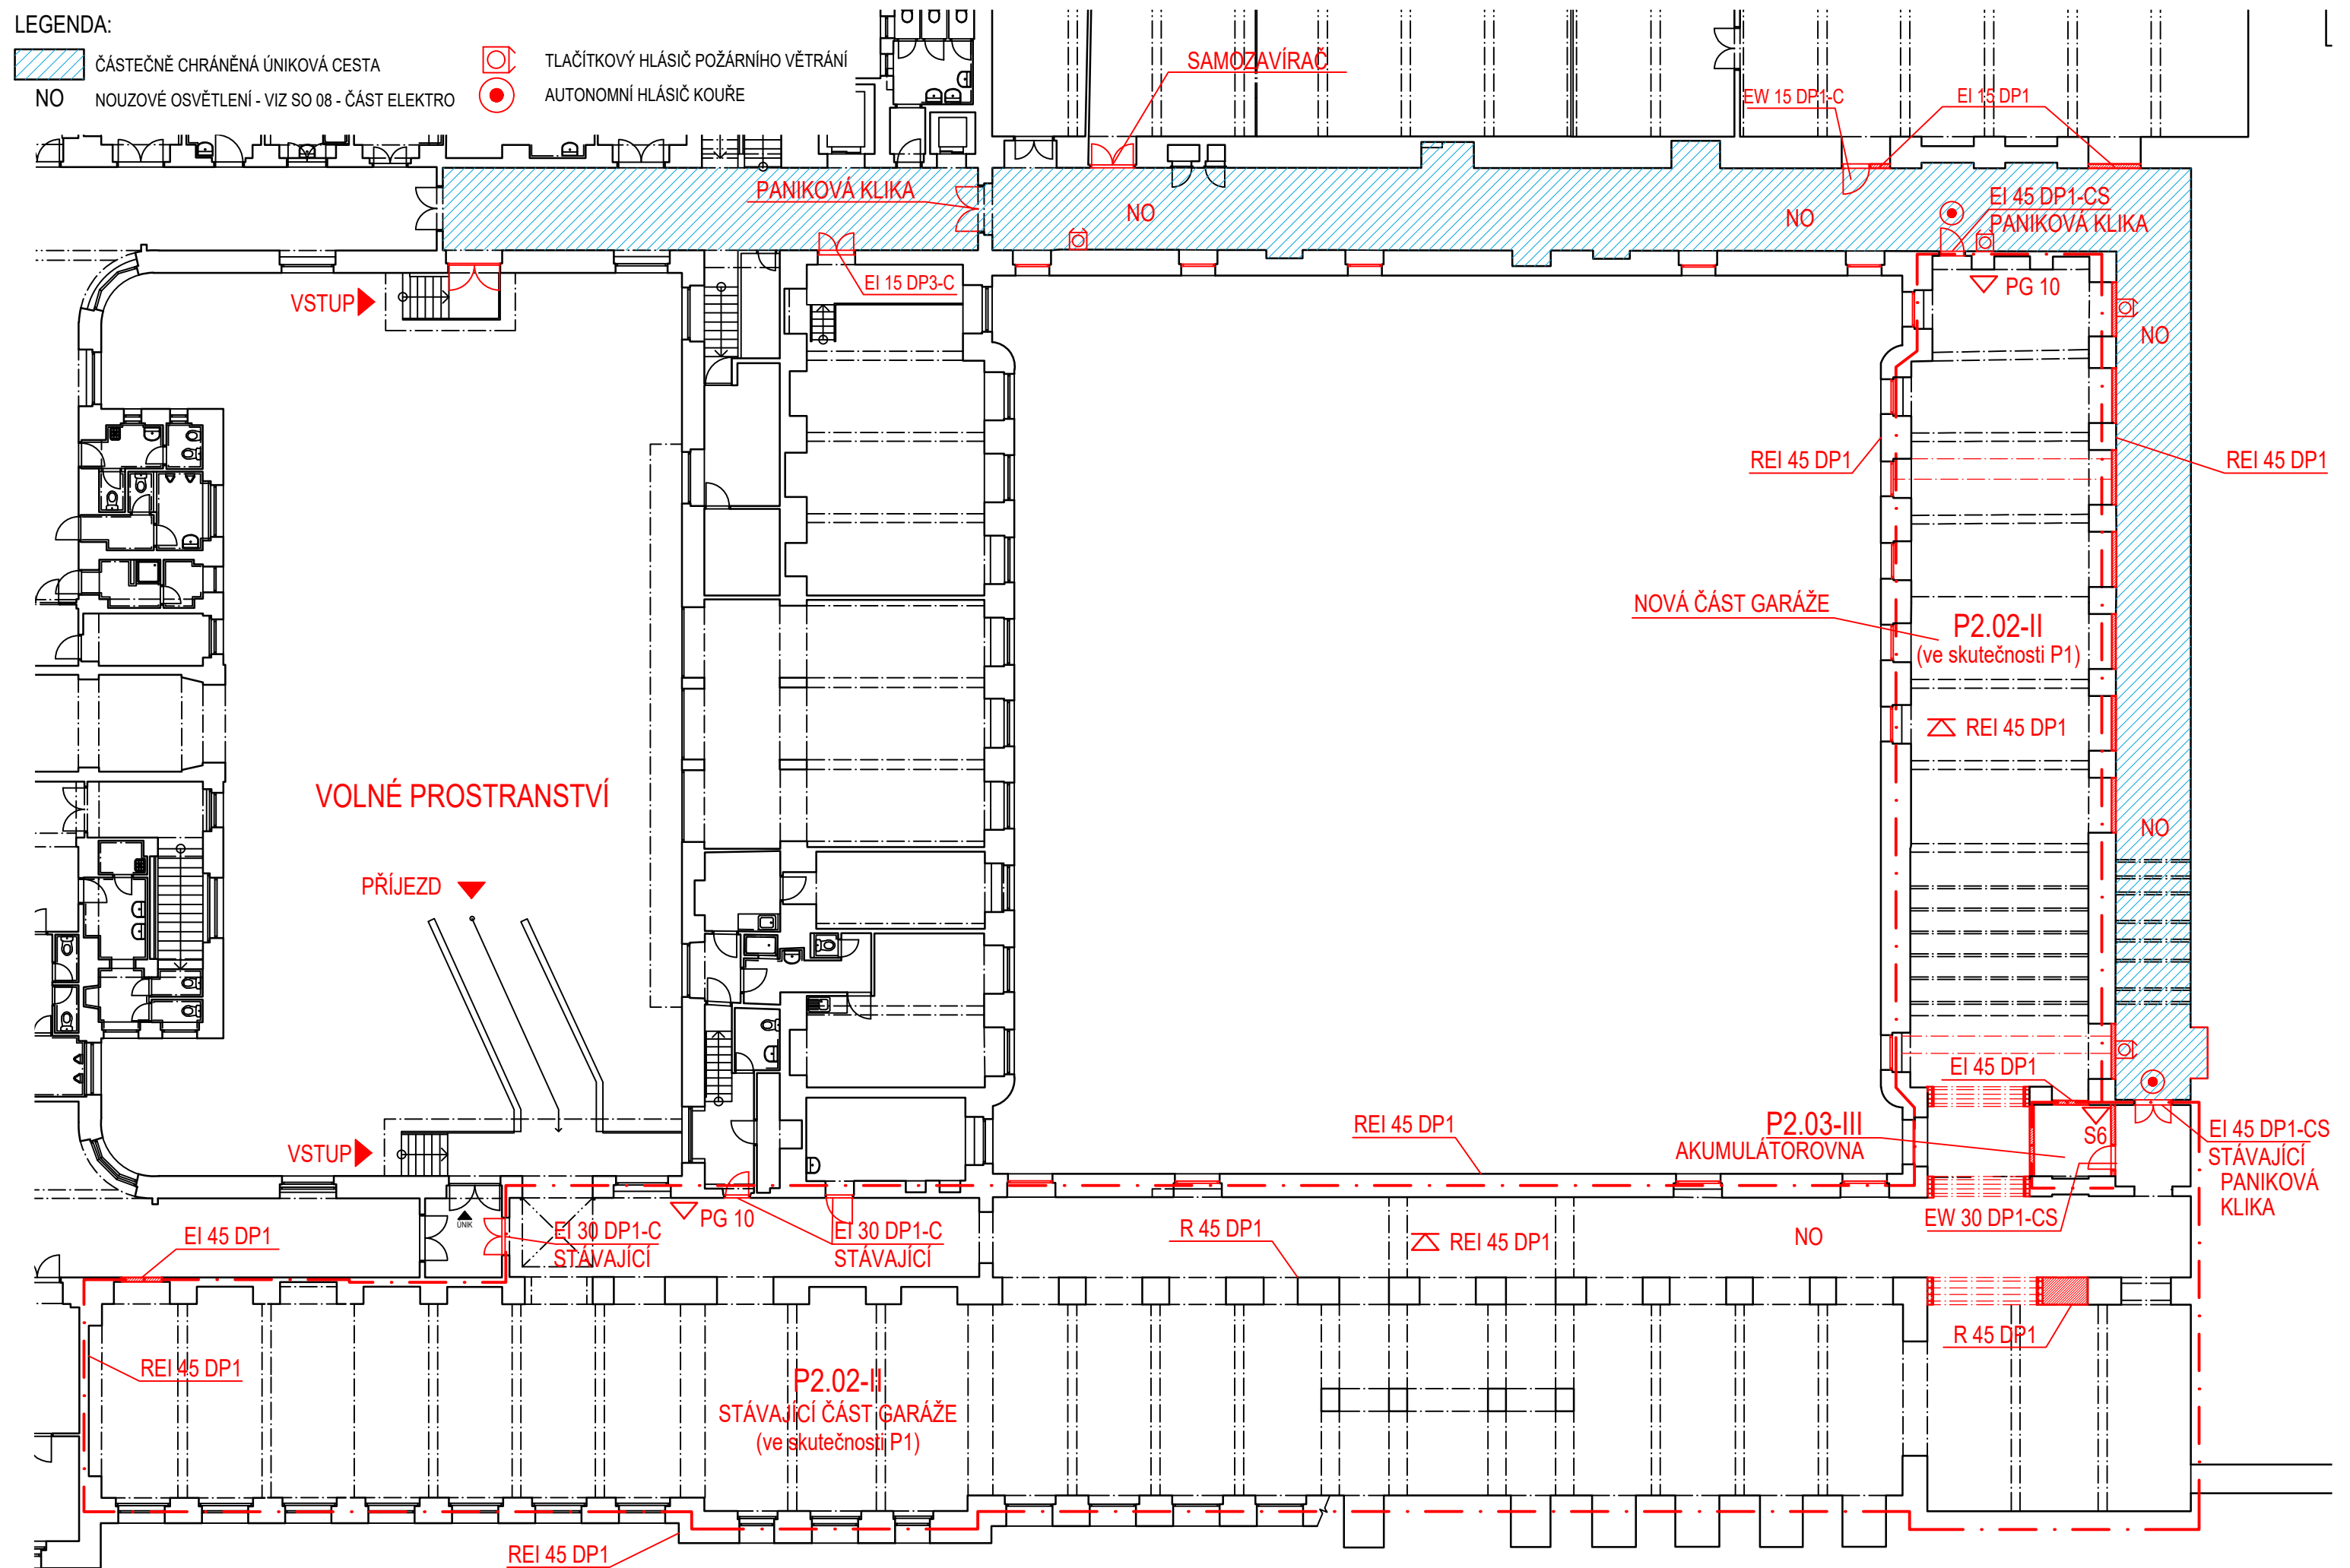 LEGENDA:
ČÁSTEČNĚ CHRÁNĚNÁ ÚNIKOVÁ CESTA
NO NOUZOVÉ OSVĚTLENÍ - VIZ SO 08 - ČÁST ELEKTRO
TLAČÍTKOVÝ HLÁSIČ POŽÁRNÍHO VĚTRÁNÍ
AUTONOMNÍ HLÁSIČ KOUŘE
SAMOZAVÍRAČ
EW 15 DP1-C
EI 15 DP1
PANIKOVÁ KLIKA
NO
NO
EI 45 DP1-CS
PANIKOVÁ KLIKA
EI 15 DP3-C
VSTUP
PG 10
NO
REI 45 DP1
REI 45 DP1
NOVÁ ČÁST GARÁŽE
P2.02-II
(ve skutečnosti P1)
REI 45 DP1
VOLNÉ PROSTRANSTVÍ
NO
PŘÍJEZD
EI 45 DP1
REI 45 DP1
P2.03-III
AKUMULÁTOROVNA
S6
EI 45 DP1-CS
STÁVAJÍCÍ
PANIKOVÁ
KLIKA
VSTUP
ÚNIK
PG 10
EI 45 DP1
EI 30 DP1-C
STÁVAJÍCÍ
EI 30 DP1-C
STÁVAJÍCÍ
R 45 DP1
REI 45 DP1
NO
EW 30 DP1-CS
R 45 DP1
REI 45 DP1
P2.02-II
STÁVAJÍCÍ ČÁST GARÁŽE
(ve skutečnosti P1)
REI 45 DP1